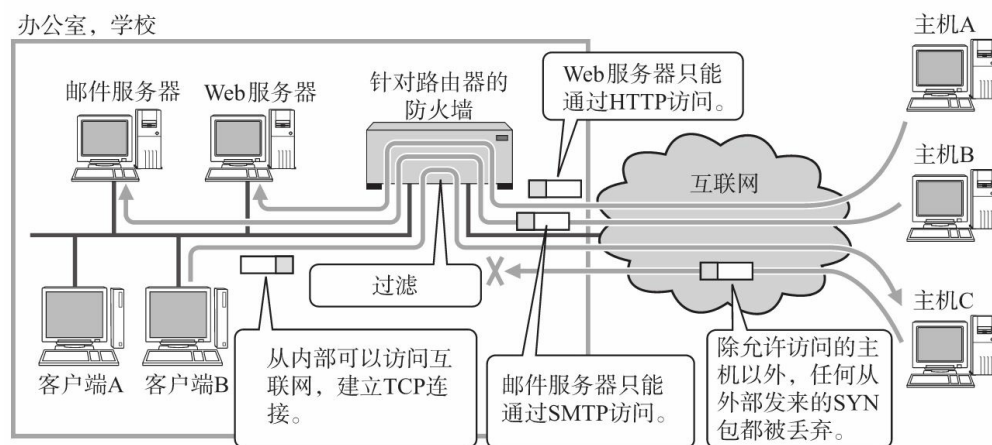 办公室，学校
邮件服务器
Web服务器
针对路由器的
防火墙
Web服务器只能
通过HTTP访问。
主机A
主机B
互联网
过滤
主机C
客户端A
客户端B
从内部可以访问互
联网，建立TCP连
接。
邮件服务器只能
通过SMTP访问。
除允许访问的主
机以外，任何从
外部发来的SYN
包都被丢弃。